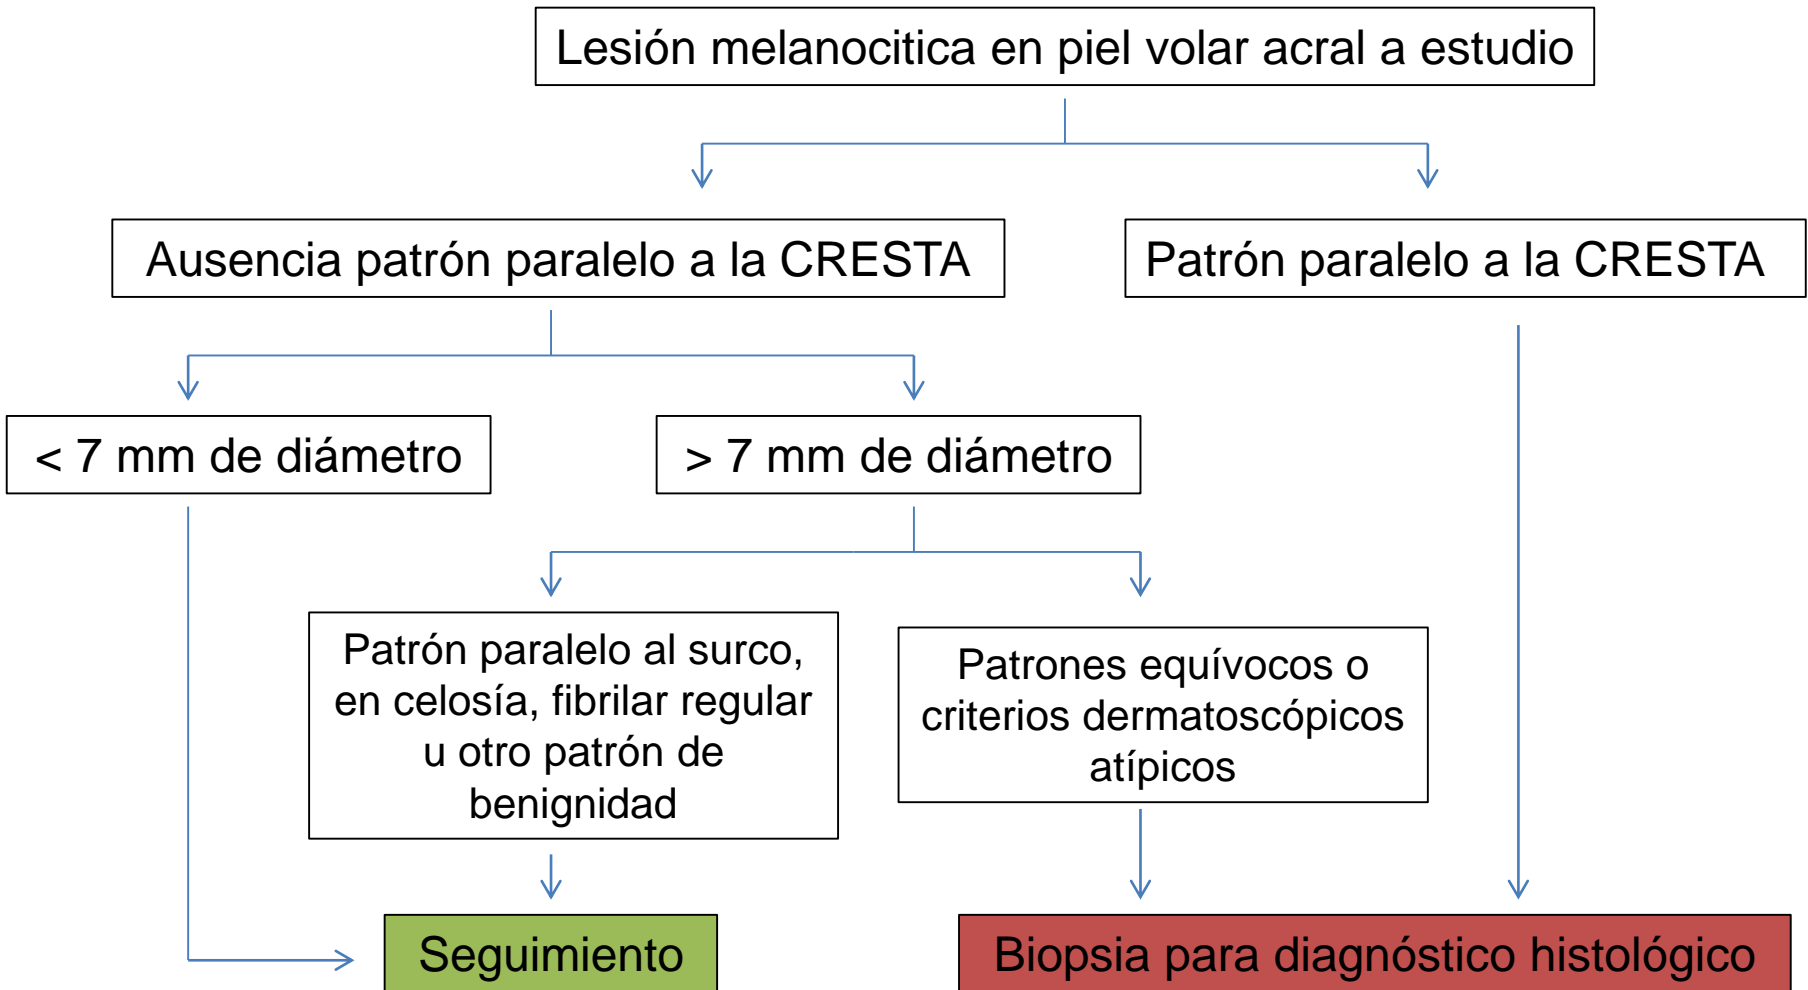 Lesión melanocitica en piel volar acral a estudio
Ausencia patrón paralelo a la CRESTA
Patrón paralelo a la CRESTA
< 7 mm de diámetro
> 7 mm de diámetro
Patrón paralelo al surco,
en celosía, fibrilar regular
u otro patrón de
benignidad
Patrones equívocos o
criterios dermatoscópicos
atípicos
Seguimiento
Biopsia para diagnóstico histológico